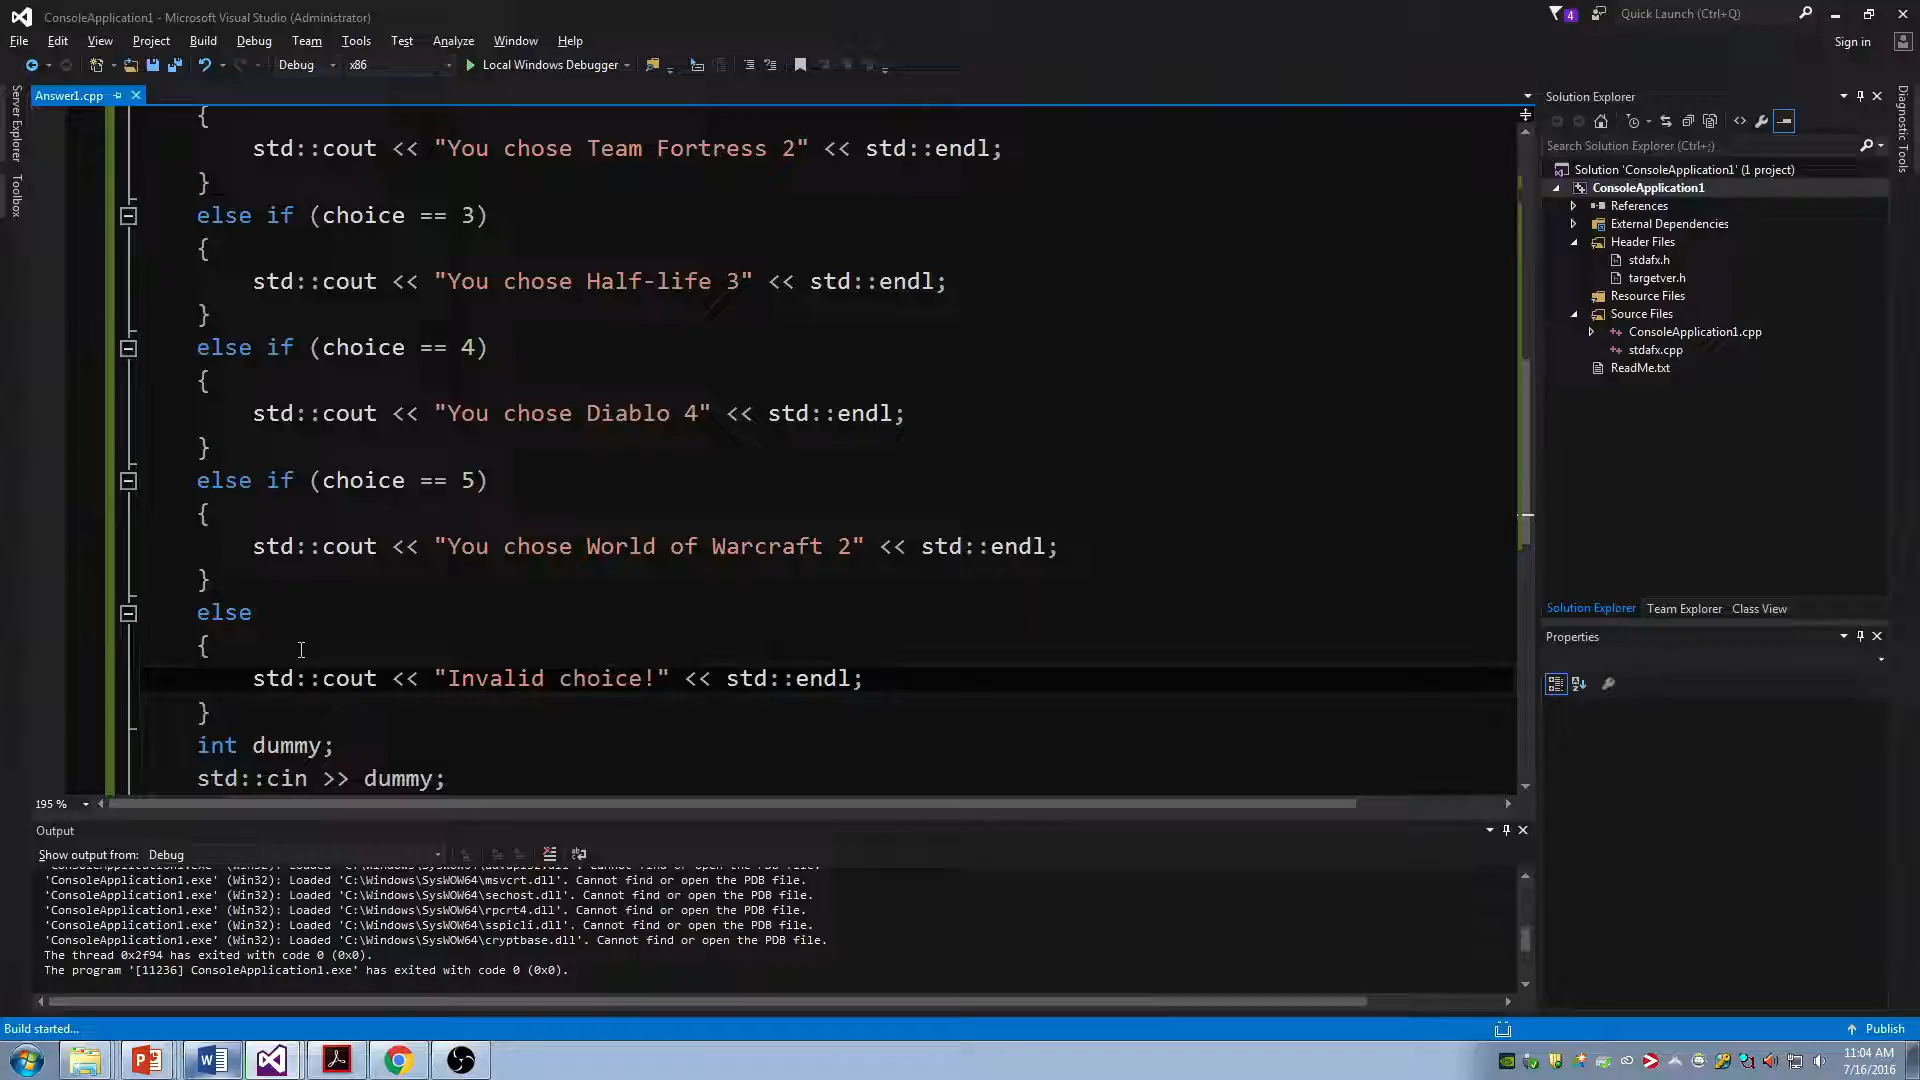 ConsoleApplication1 - Microsoft Visual Studio (Administrator)
4
Quick Launch (Ctrl+Q)
File Edit View Project Build Debug Team Tools Test Analyze Window Help
Sign in
Debug x86 Local Windows Debugger
Server Explorer
Toolbox
Answer1.cpp
{
std::cout << "You chose Team Fortress 2" << std::endl;
}
else if (choice == 3)
{
std::cout << "You chose Half-life 3" << std::endl;
}
else if (choice == 4)
{
std::cout << "You chose Diablo 4" << std::endl;
}
else if (choice == 5)
{
std::cout << "You chose World of Warcraft 2" << std::endl;
}
else
{
std::cout << "Invalid choice!" << std::endl;
}
int dummy;
std::cin >> dummy;
195 %
Solution Explorer
Search Solution Explorer (Ctrl+;)
Solution 'ConsoleApplication1' (1 project)
ConsoleApplication1
References
External Dependencies
Header Files
stdafx.h
targetver.h
Resource Files
Source Files
ConsoleApplication1.cpp
stdafx.cpp
ReadMe.txt
Solution Explorer Team Explorer Class View
Properties
Diagnostic Tools
Output
Show output from: Debug
'ConsoleApplication1.exe' (Win32): Loaded 'C:\Windows\SysWOW64\msvcrt.dll'. Cannot find or open the PDB file.
'ConsoleApplication1.exe' (Win32): Loaded 'C:\Windows\SysWOW64\sechost.dll'. Cannot find or open the PDB file.
'ConsoleApplication1.exe' (Win32): Loaded 'C:\Windows\SysWOW64\rpcrt4.dll'. Cannot find or open the PDB file.
'ConsoleApplication1.exe' (Win32): Loaded 'C:\Windows\SysWOW64\sspicli.dll'. Cannot find or open the PDB file.
'ConsoleApplication1.exe' (Win32): Loaded 'C:\Windows\SysWOW64\cryptbase.dll'. Cannot find or open the PDB file.
The thread 0x2f94 has exited with code 0 (0x0).
The program '[11236] ConsoleApplication1.exe' has exited with code 0 (0x0).
Build started...
Publish
11:04 AM
7/16/2016